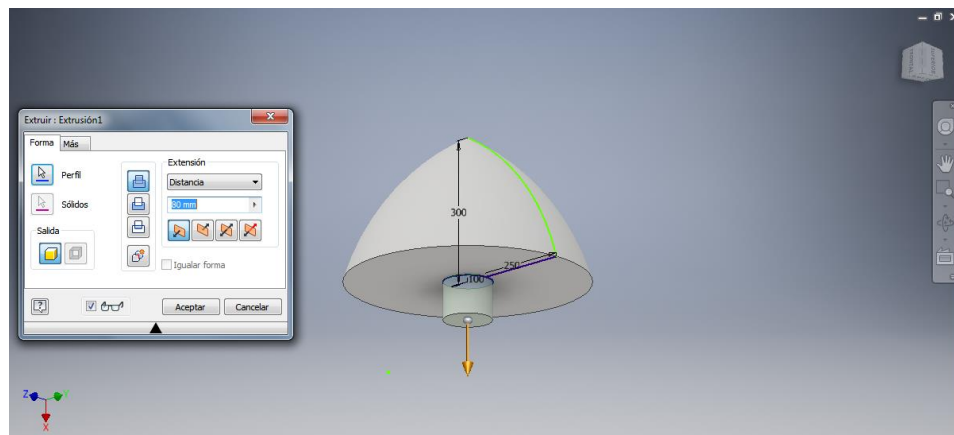 Extruir : Extrusión1
Forma Más
Perfil
Sólidos
Salida
Extensión
Distancia
80 mm
Igualar forma
Aceptar Cancelar
300
250
100
Z Y
X